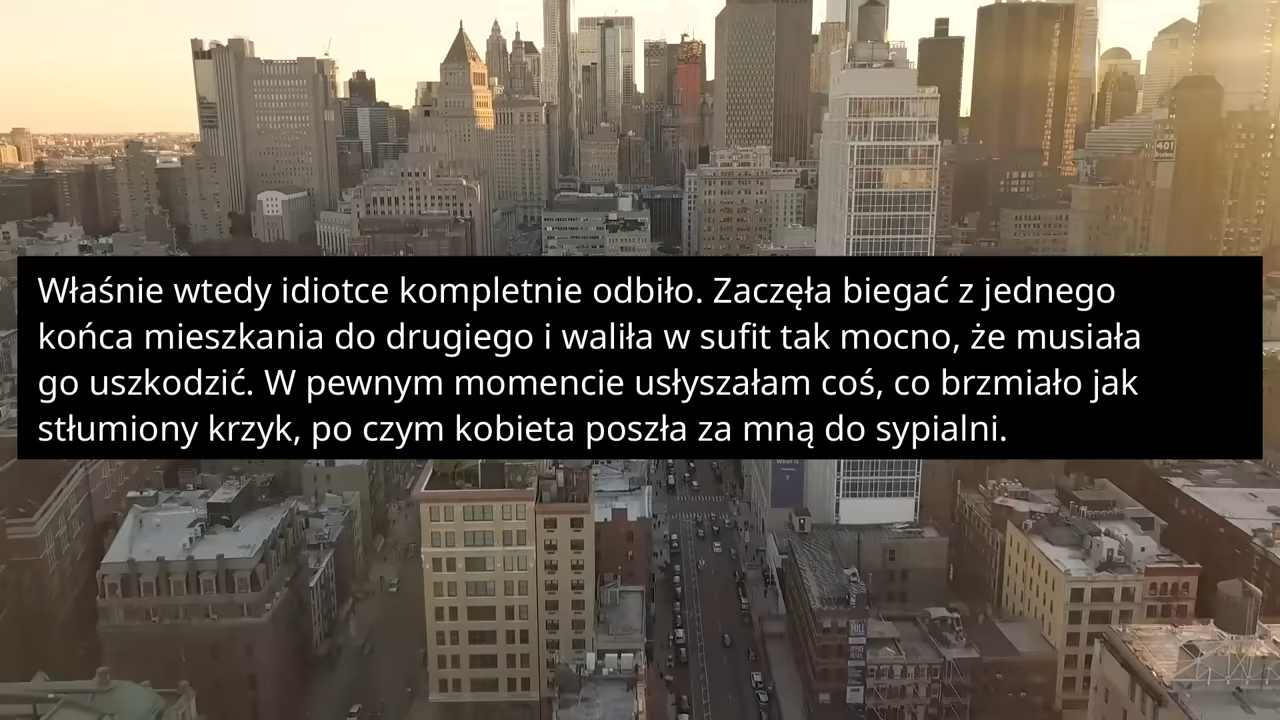 401
Właśnie wtedy idiotce kompletnie odbiło. Zaczęła biegać z jednego
końca mieszkania do drugiego i waliła w sufit tak mocno, że musiała
go uszkodzić. W pewnym momencie usłyszałam coś, co brzmiało jak
stłumiony krzyk, po czym kobieta poszła za mną do sypialni.